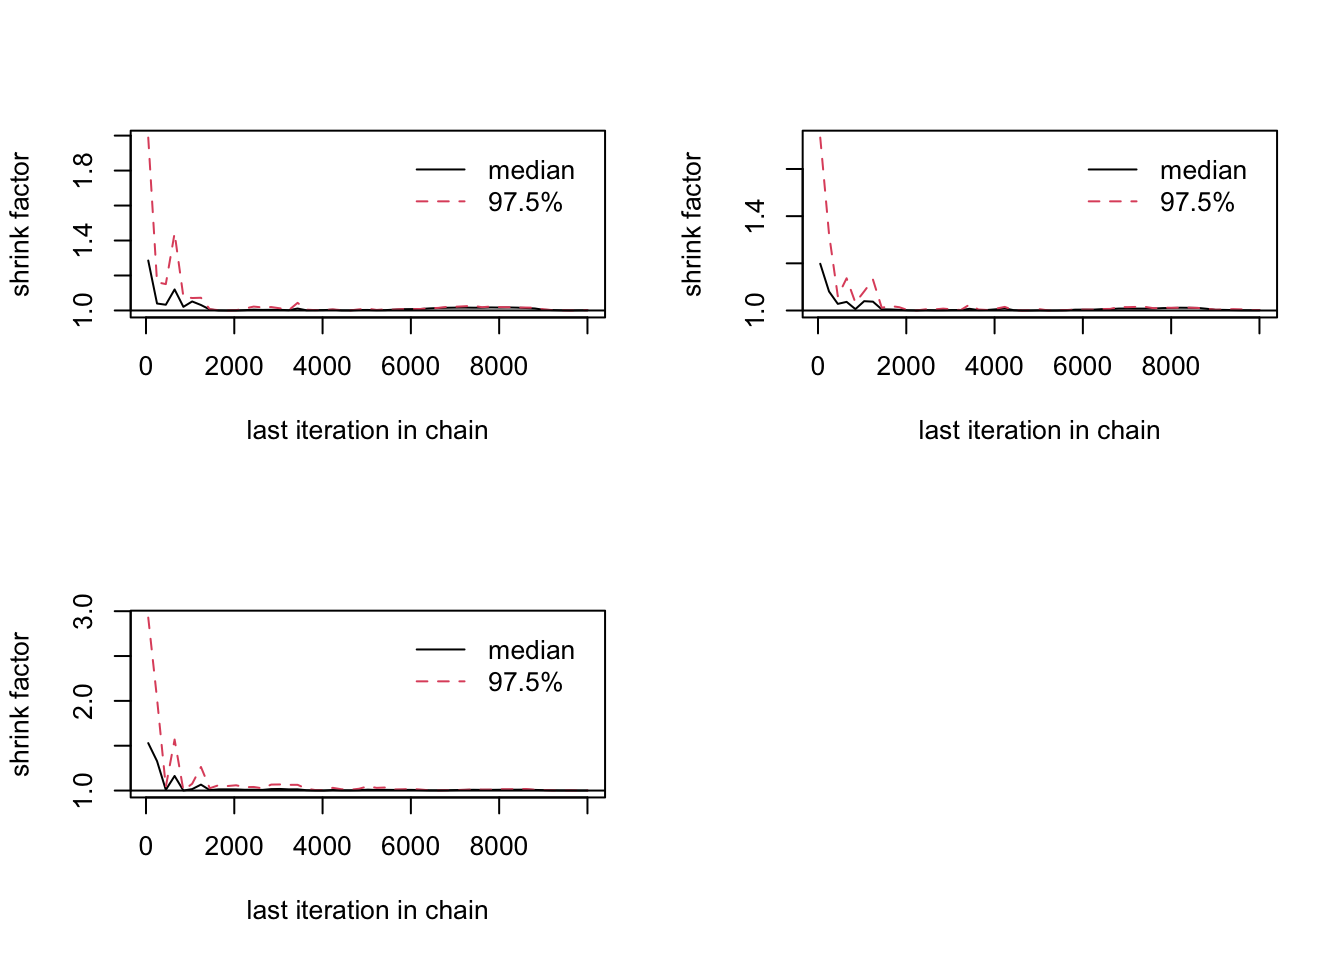 shrink factor
1.0 1.4 1.8
median
97.5%
0 2000 4000 6000 8000
last iteration in chain
shrink factor
1.0 1.4
median
97.5%
0 2000 4000 6000 8000
last iteration in chain
shrink factor
1.0 2.0 3.0
median
97.5%
0 2000 4000 6000 8000
last iteration in chain